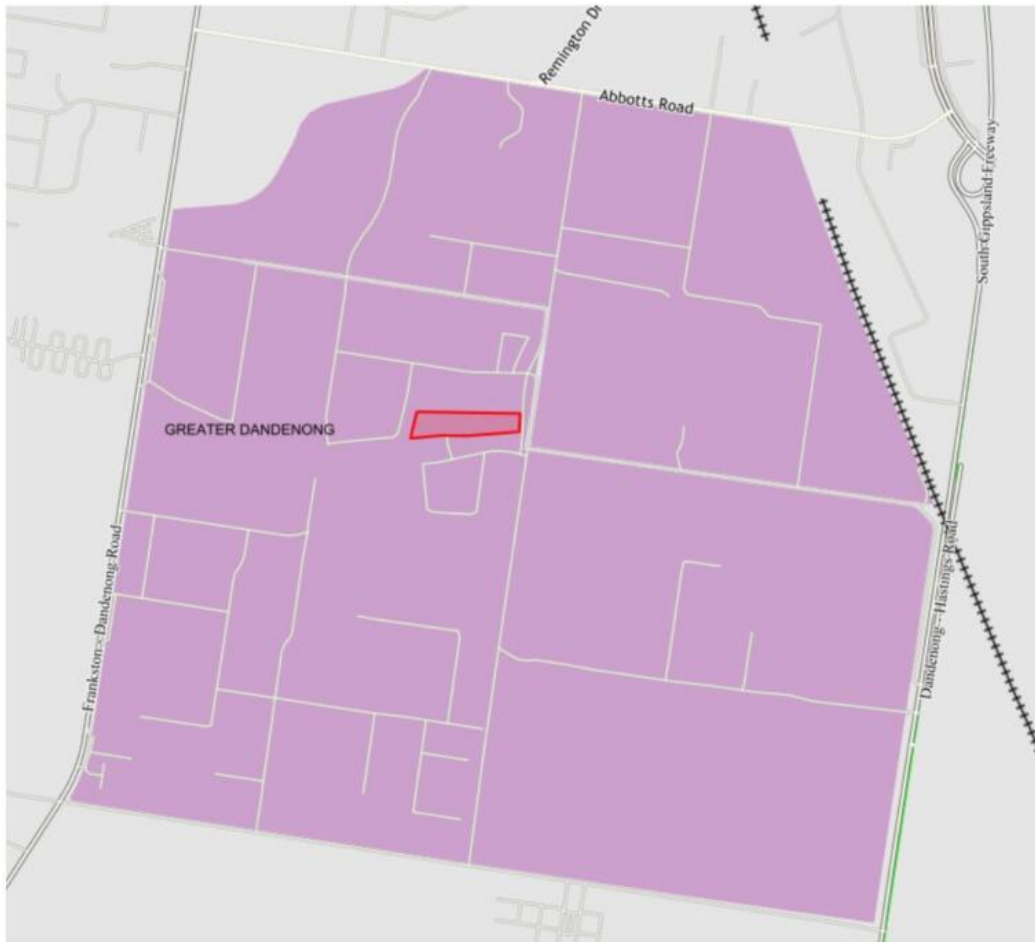 Remington Dr
Abbotts Road
South Gippsland Freeway
GREATER DANDENONG
Frankston - Dandenong Road
Dandenong - Hastings Road